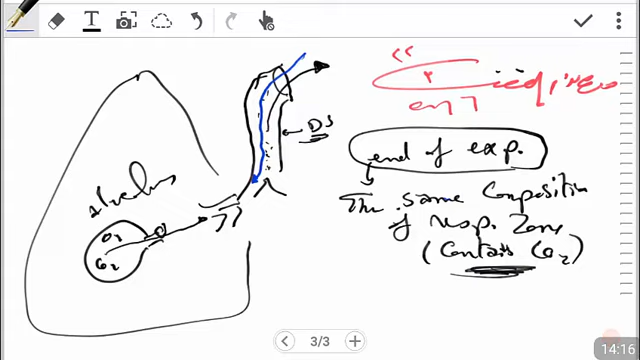 DS
end of exp.
The same Composition
of resp. Zone
(Contains Co2)
alveolus
O2
Co2
3/3
14:16